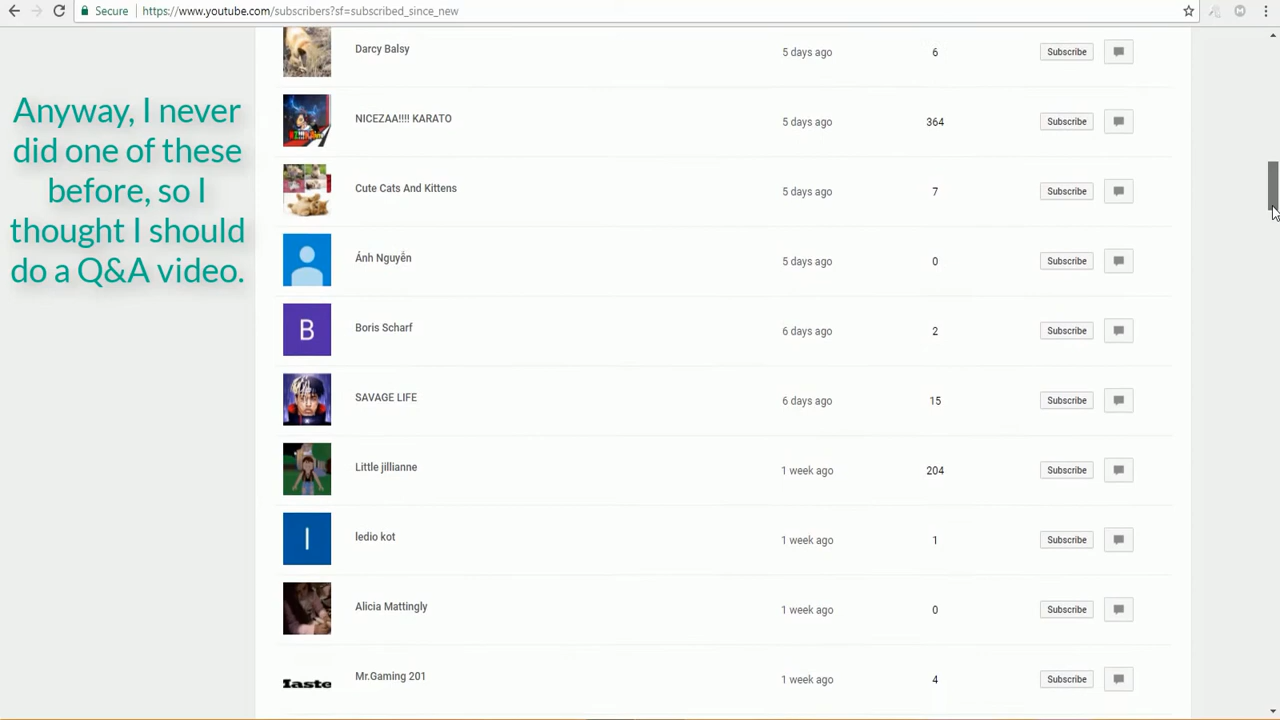 Secure
https://www.youtube.com/subscribers?sf=subscribed_since_new
Anyway, I never
did one of these
before, so I
thought I should
do a Q&A video.
Darcy Balsy 5 days ago 6 Subscribe
NICEZAA!!!! KARATO 5 days ago 364 Subscribe
Cute Cats And Kittens 5 days ago 7 Subscribe
Ánh Nguyễn 5 days ago 0 Subscribe
B
Boris Scharf 6 days ago 2 Subscribe
SAVAGE LIFE 6 days ago 15 Subscribe
Little jillianne 1 week ago 204 Subscribe
I
ledio kot 1 week ago 1 Subscribe
Alicia Mattingly 1 week ago 0 Subscribe
Mr.Gaming 201 1 week ago 4 Subscribe